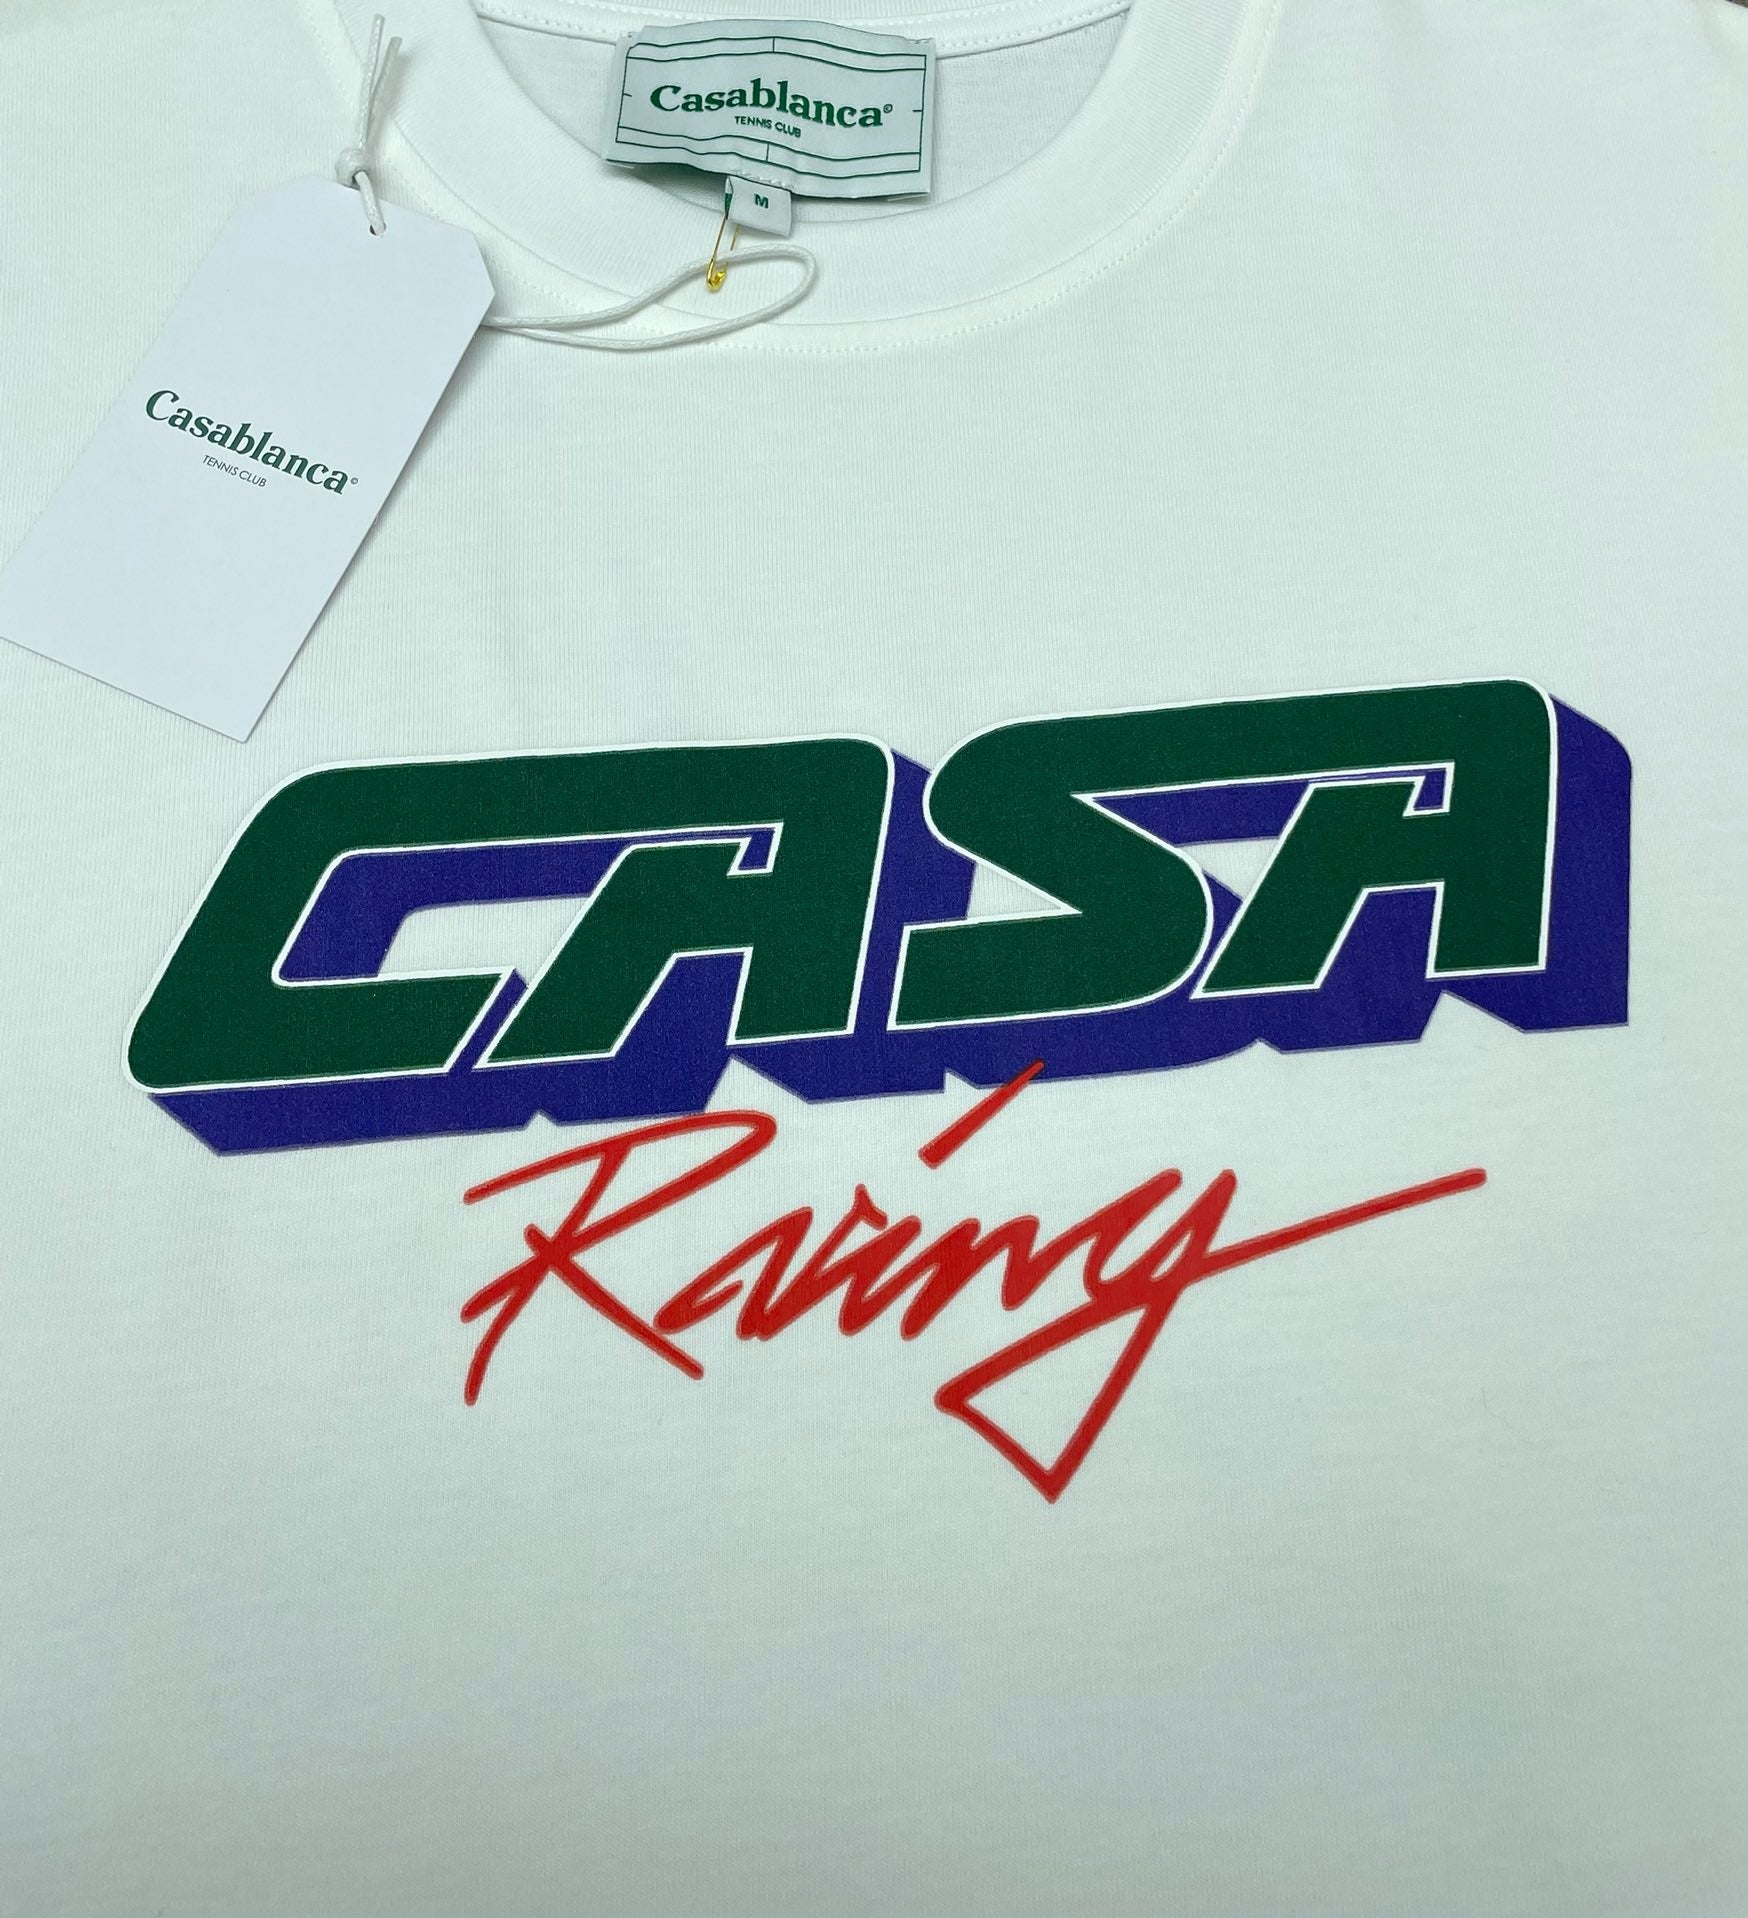 Casablanca©
TENNIS CLUB
M
Casablanca©
TENNIS CLUB
CASA
Racing